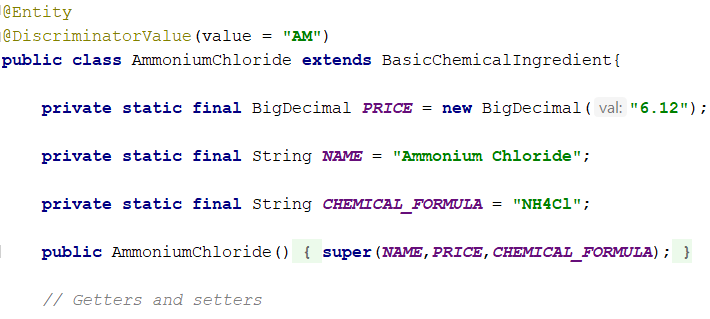 @Entity
@DiscriminatorValue(value = "AM")
public class AmmoniumChloride extends BasicChemicalIngredient{
private static final BigDecimal PRICE = new BigDecimal( val: "6.12");
private static final String NAME = "Ammonium Chloride";
private static final String CHEMICAL_FORMULA = "NH4Cl";
public AmmoniumChloride() { super(NAME,PRICE,CHEMICAL_FORMULA); }
// Getters and setters